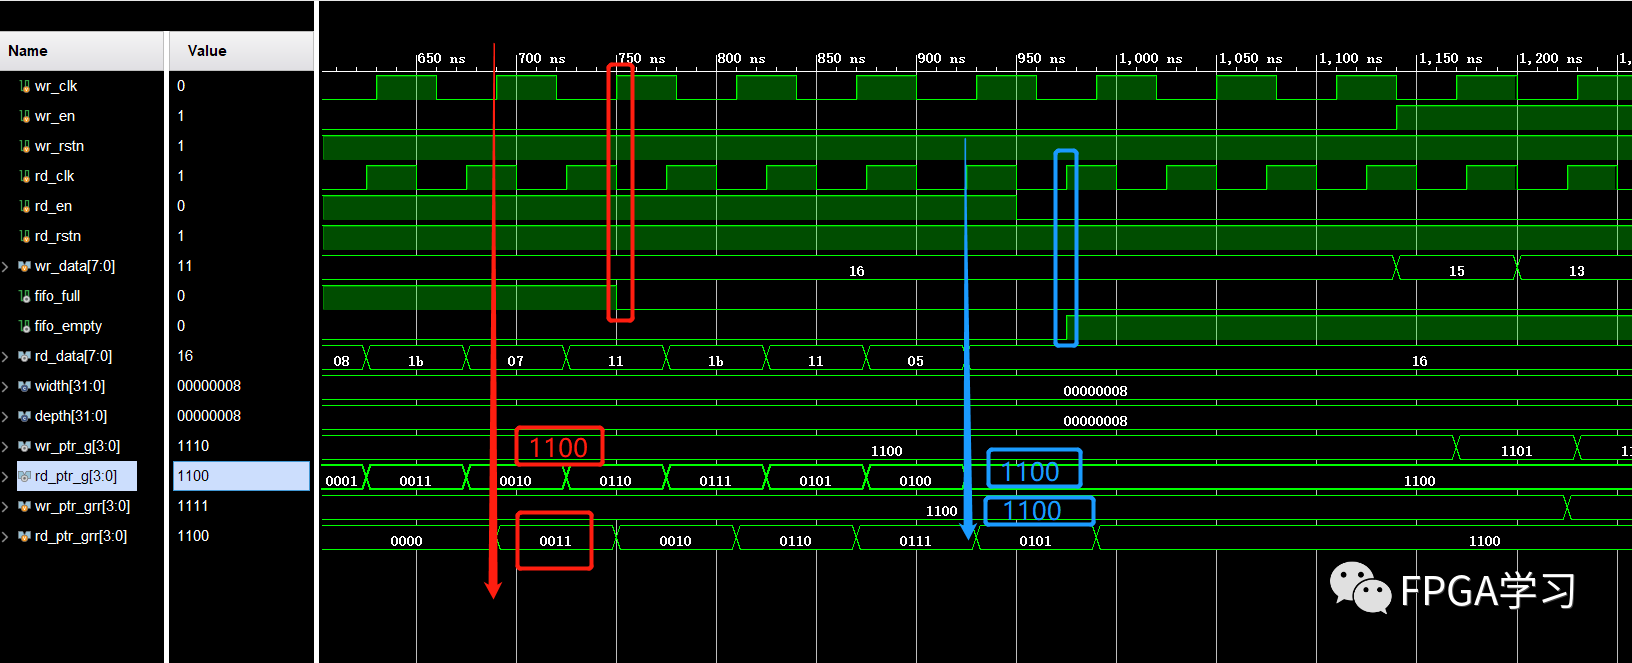 Name Value
650 ns 700 ns 750 ns 800 ns 850 ns 900 ns 950 ns 1,000 ns 1,050 ns 1,100 ns 1,150 ns 1,200 ns 1,
wr_clk 0
wr_en 1
wr_rstn 1
rd_clk 1
rd_en 0
rd_rstn 1
wr_data[7:0] 11 16 15 13
fifo_full 0
fifo_empty 0
rd_data[7:0] 16 08 1b 07 11 1b 11 05 16
width[31:0] 00000008 00000008
depth[31:0] 00000008 00000008
wr_ptr_g[3:0] 1110 1100 1100 1101 11
rd_ptr_g[3:0] 1100 0001 0011 0010 0110 0111 0101 0100 1100 1100
wr_ptr_grr[3:0] 1111 1100 1100
rd_ptr_grr[3:0] 1100 0000 0011 0010 0110 0111 0101 1100
FPGA学习